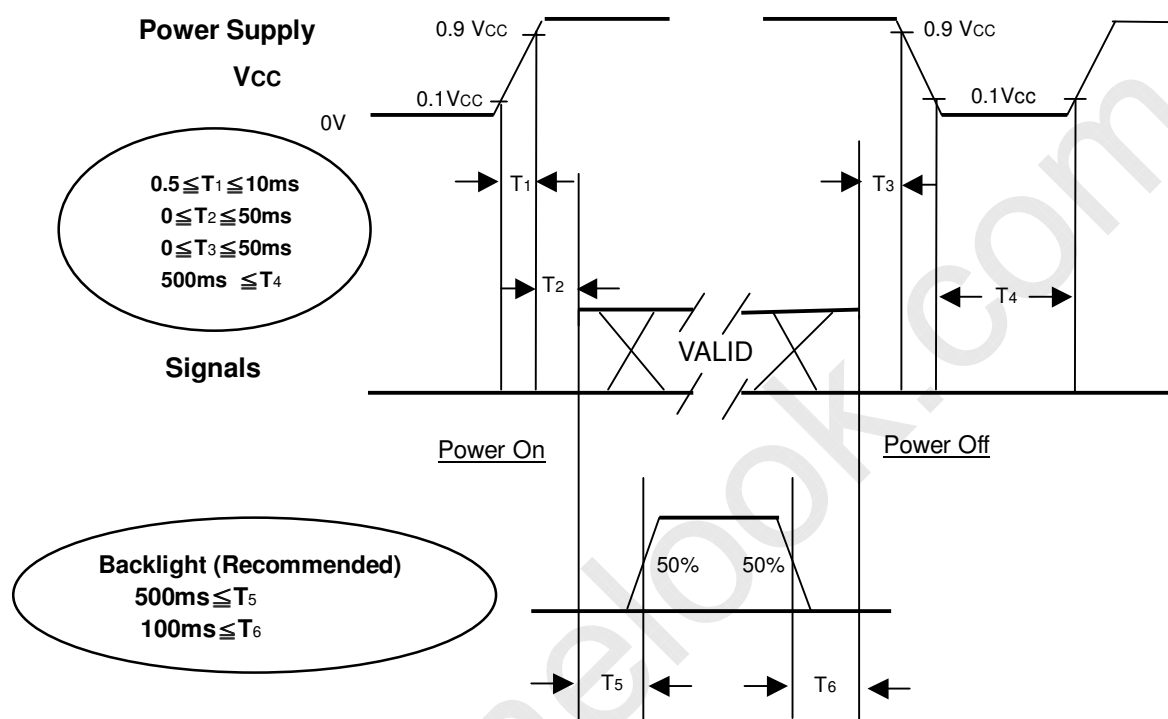 Power Supply
Vcc
0.9 Vcc
0.1Vcc
0V
0.9 Vcc
0.1Vcc
0.5≦T1≦10ms
0≦T2≦50ms
0≦T3≦50ms
500ms ≦T4
T1
T3
T2
T4
VALID
Signals
Power On
Power Off
Backlight (Recommended)
500ms≦T5
100ms≦T6
50%
50%
T5
T6